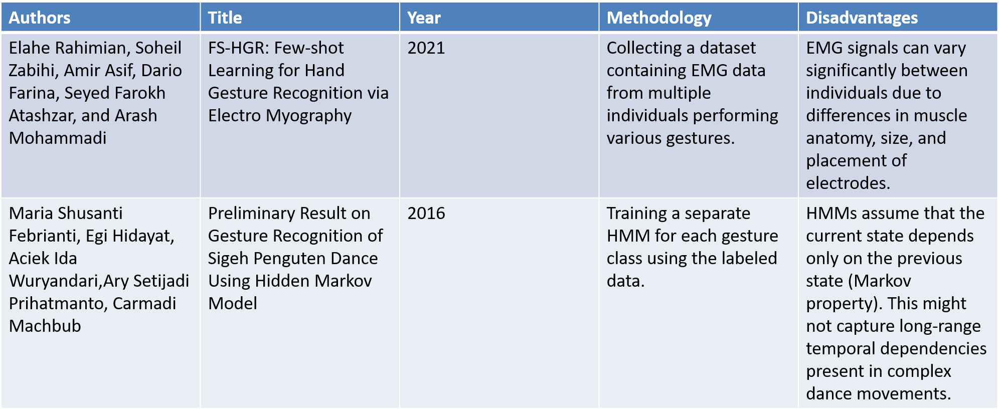 Authors
Title
Year
Methodology
Disadvantages
Elahe Rahimian, Soheil
Zabihi, Amir Asif, Dario
Farina, Seyed Farokh
Atashzar, and Arash
Mohammadi
FS-HGR: Few-shot
Learning for Hand
Gesture Recognition via
Electro Myography
2021
Collecting a dataset
containing EMG data
from multiple
individuals performing
various gestures.
EMG signals can vary
significantly between
individuals due to
differences in muscle
anatomy, size, and
placement of
electrodes.
Maria Shusanti
Febrianti, Egi Hidayat,
Aciek Ida
Wuryandari,Ary Setijadi
Prihatmanto, Carmadi
Machbub
Preliminary Result on
Gesture Recognition of
Sigeh Penguten Dance
Using Hidden Markov
Model
2016
Training a separate
HMM for each gesture
class using the labeled
data.
HMMs assume that the
current state depends
only on the previous
state (Markov
property). This might
not capture long-range
temporal dependencies
present in complex
dance movements.